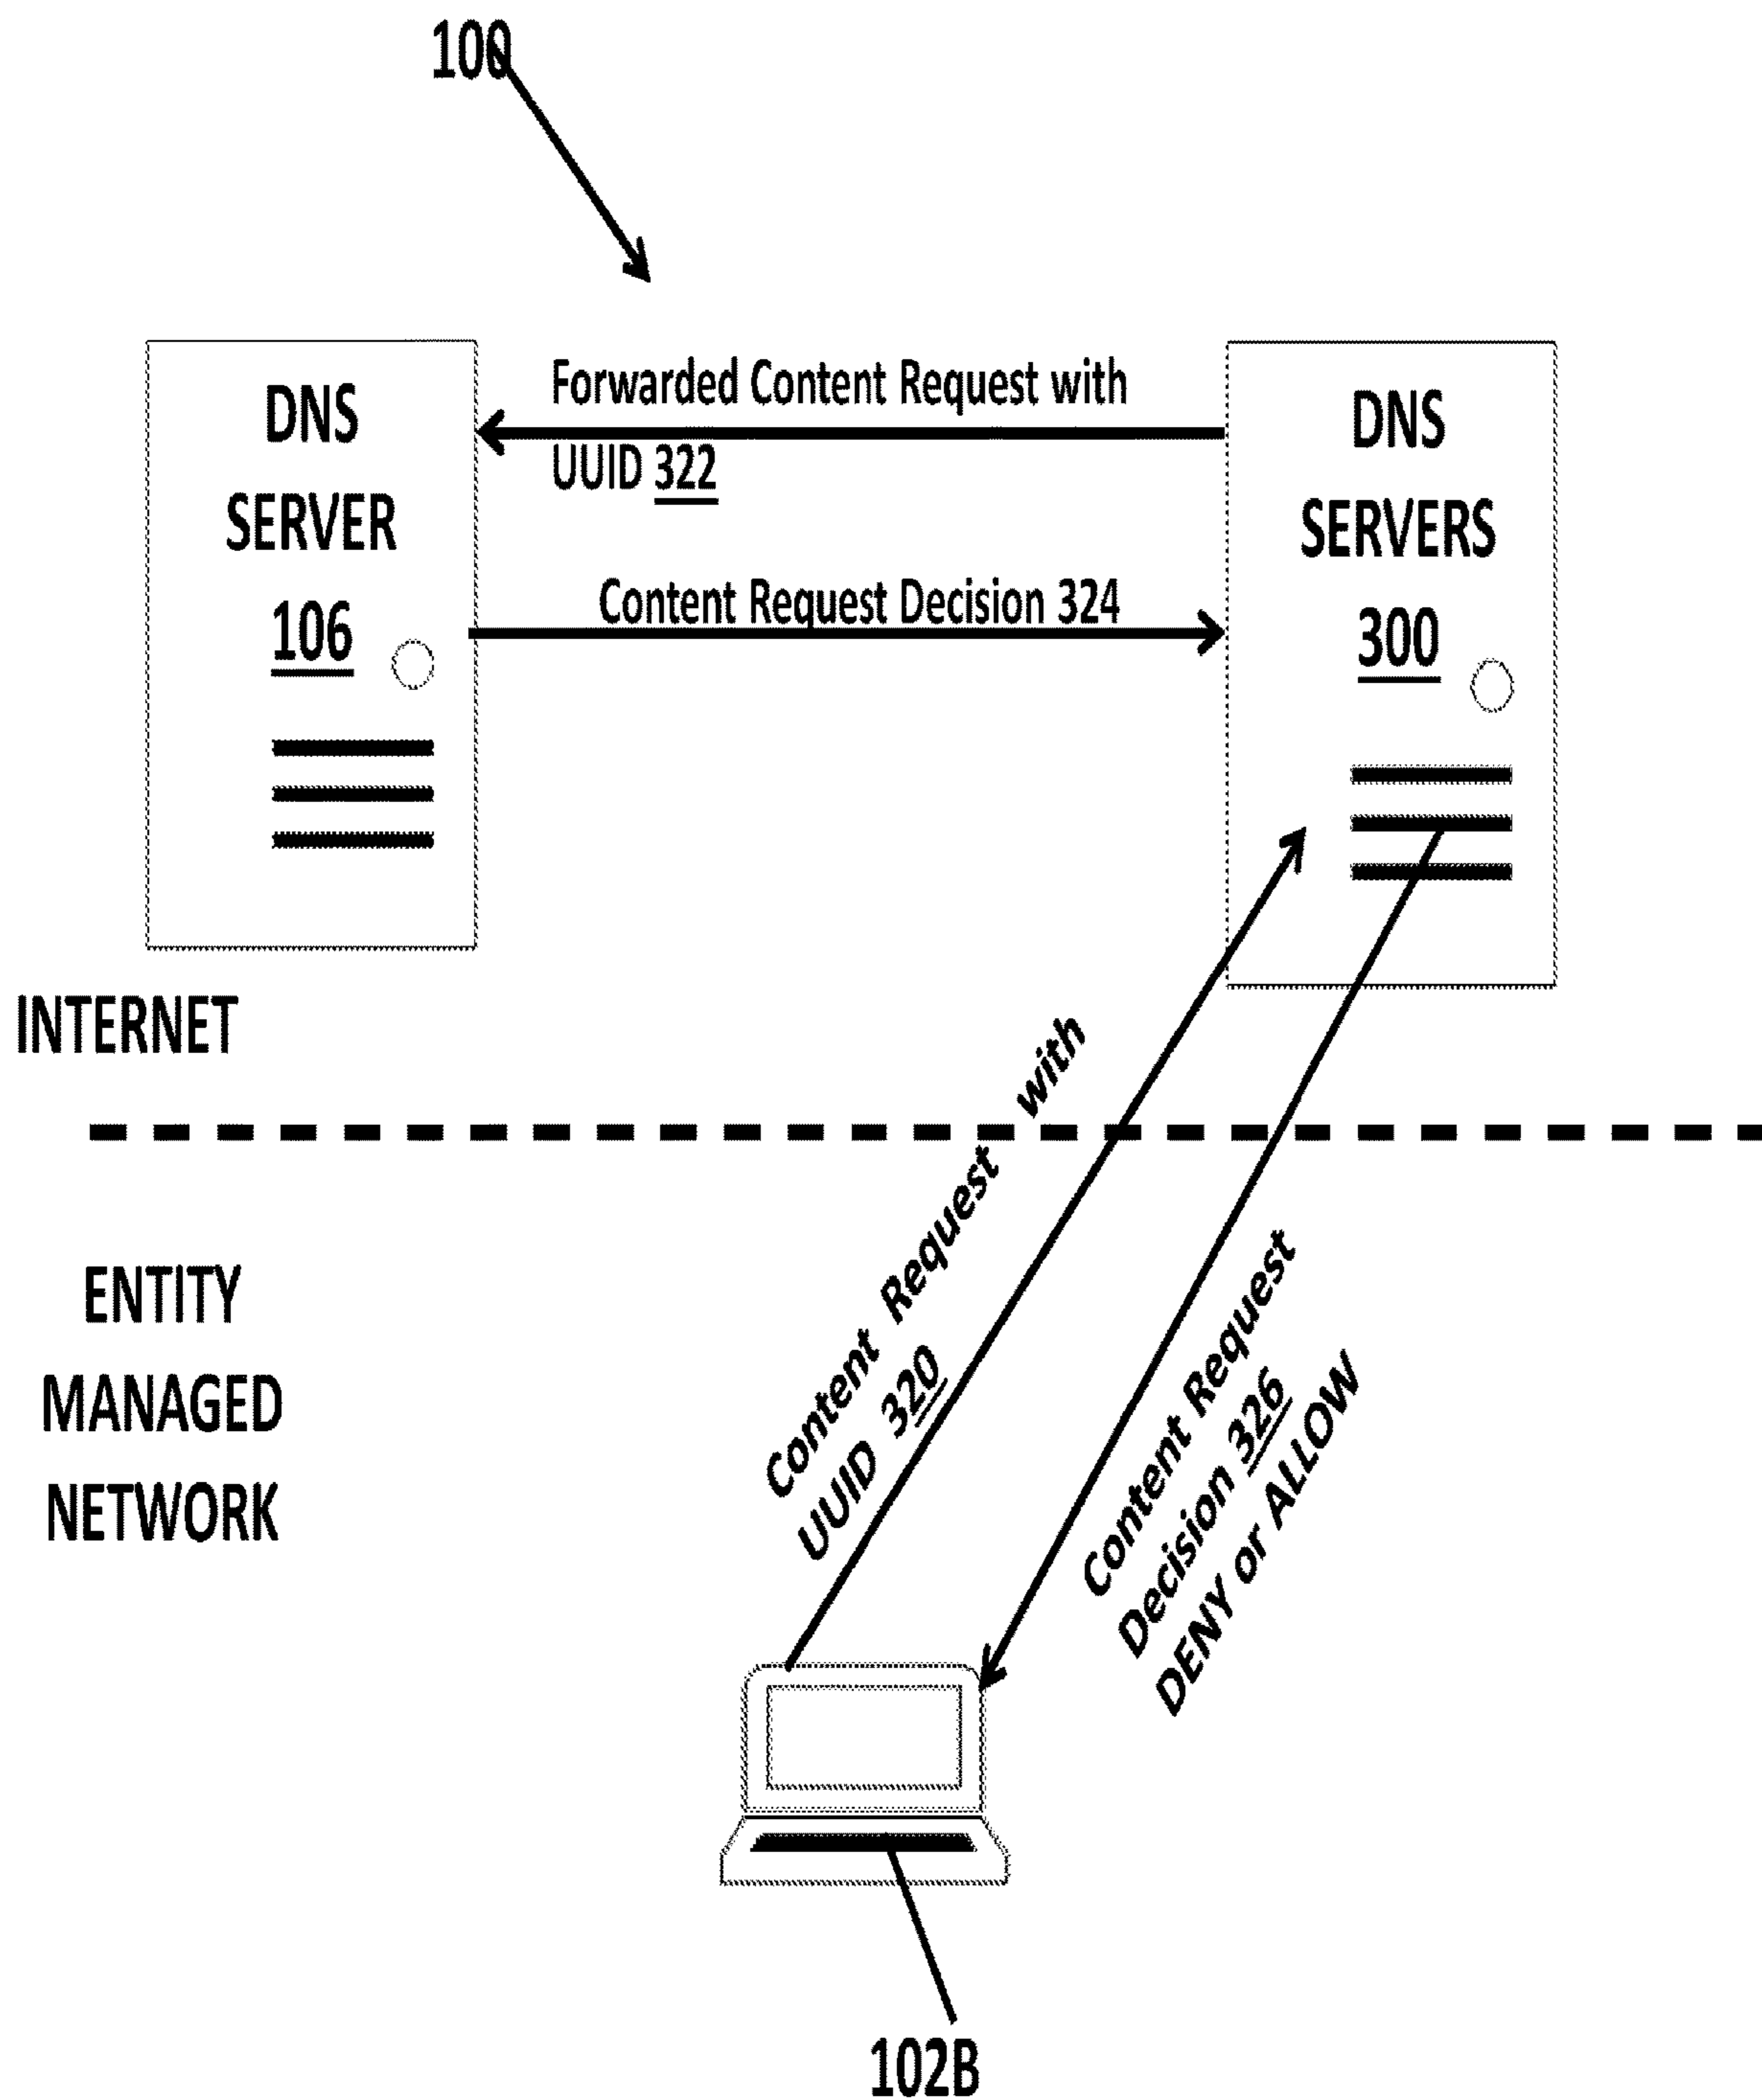 100
DNS
SERVER
106
Forwarded Content Request with
UUID 322
Content Request Decision 324
DNS
SERVERS
300
INTERNET
ENTITY
MANAGED
NETWORK
Content Request with
UUID 320
Content Request
Decision 326
DENY or ALLOW
102B